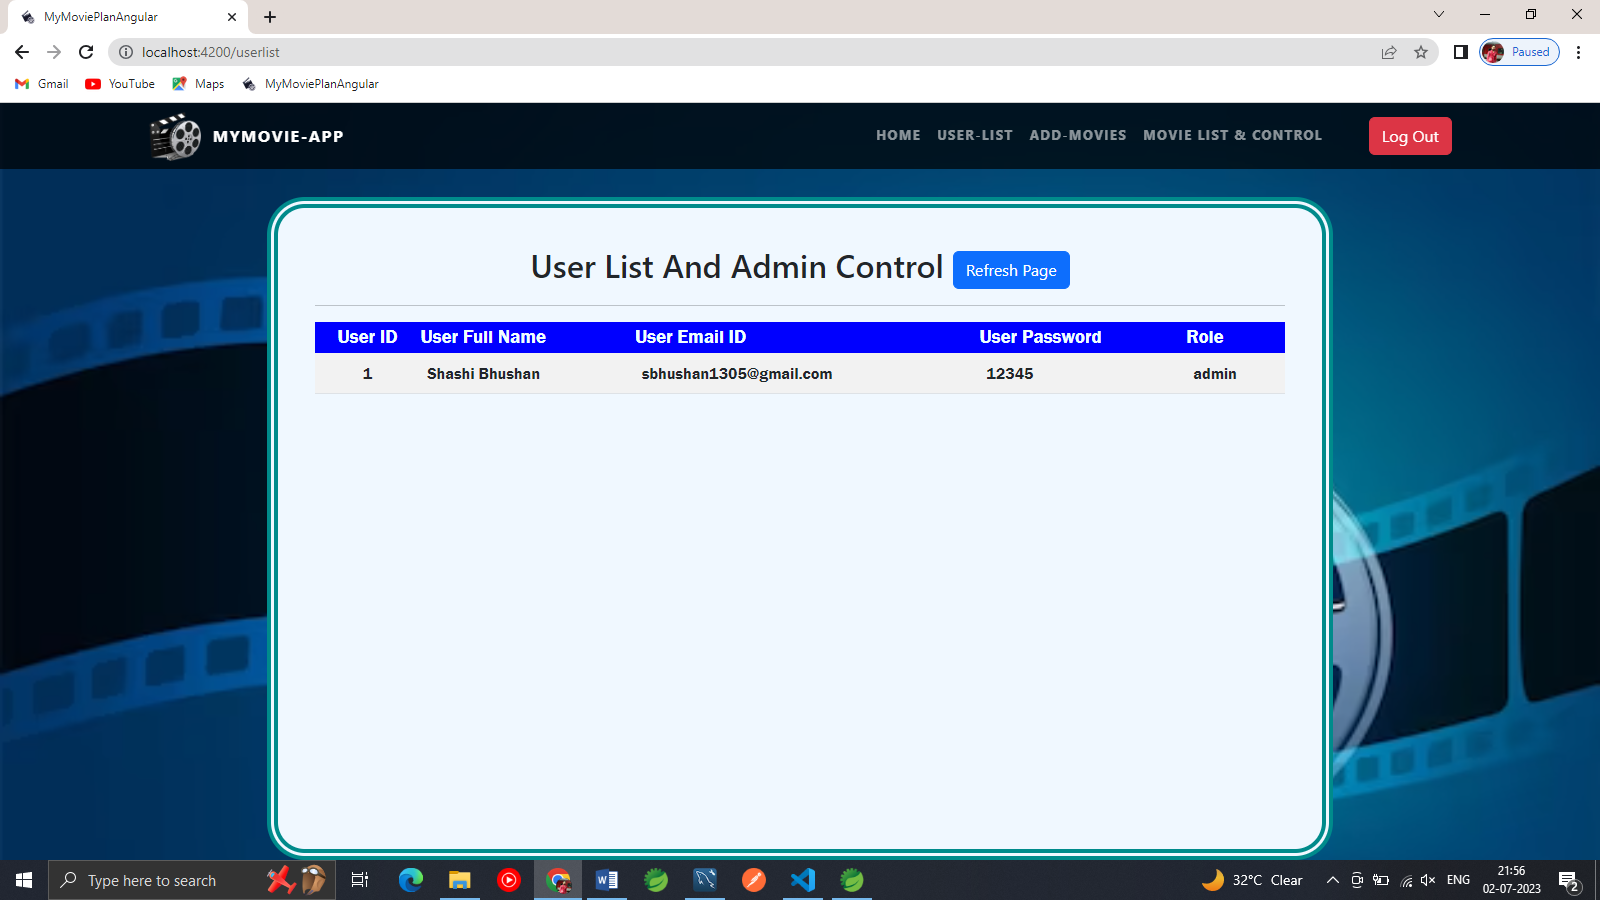 MyMoviePlanAngular
localhost:4200/userlist
Paused
Gmail YouTube Maps MyMoviePlanAngular
MYMOVIE-APP
HOME USER-LIST ADD-MOVIES MOVIE LIST & CONTROL Log Out
User List And Admin Control Refresh Page
User ID User Full Name User Email ID User Password Role
1 Shashi Bhushan sbhushan1305@gmail.com 12345 admin
Type here to search
32°C Clear
ENG
21:56
02-07-2023
2